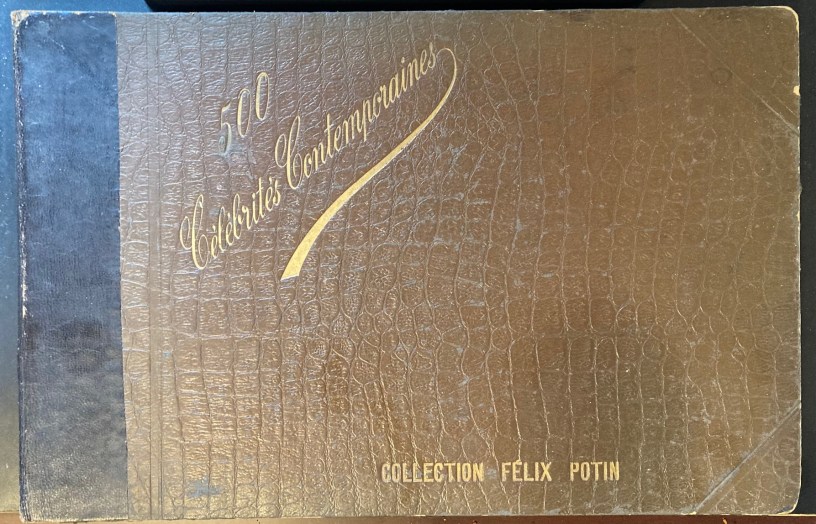 500
Célébrités Contemporaines
COLLECTION FÉLIX POTIN